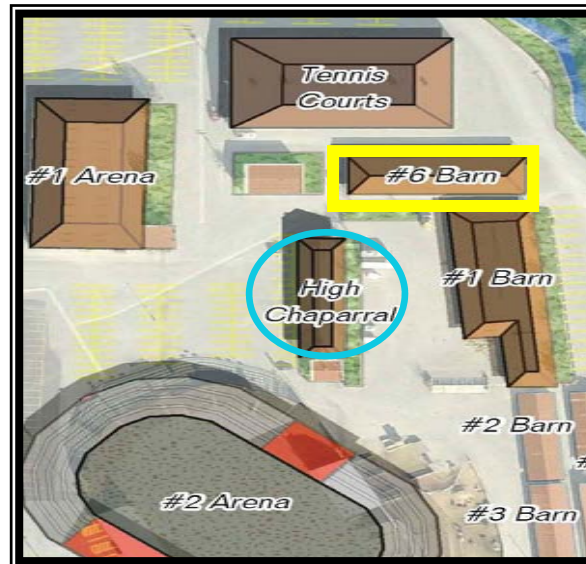 Tennis
Courts
#1 Arena
#6 Barn
#1 Barn
High
Chaparral
#2 Barn
#2 Arena
#3 Barn
#